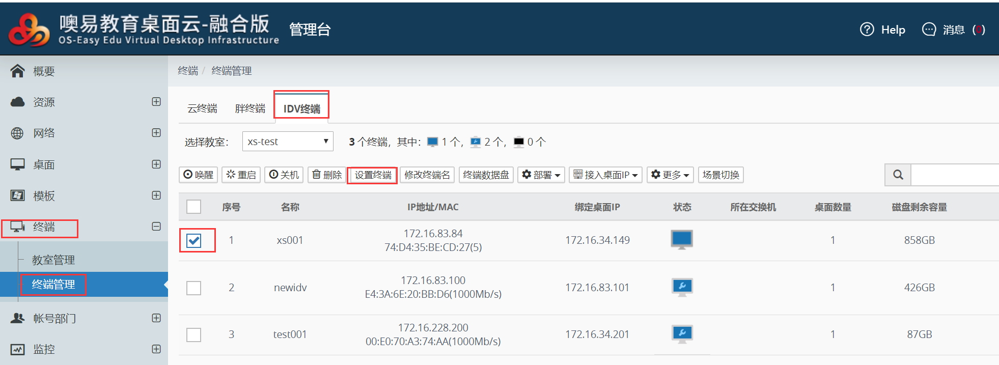 噢易教育桌面云-融合版
OS-Easy Edu Virtual Desktop Infrastructure
管理台
Help
消息 (0)
概要
资源
网络
桌面
模板
终端
教室管理
终端管理
帐号部门
监控
终端 / 终端管理
云终端 胖终端 IDV终端
选择教室： xs-test 3 个终端，其中： 1 个， 2 个， 0 个
唤醒 重启 关机 删除 设置终端 修改终端名 终端数据盘 部署 接入桌面IP 更多 场景切换
序号 名称 IP地址/MAC 绑定桌面IP 状态 所在交换机 桌面数量 磁盘剩余容量
1 xs001 172.16.83.84 172.16.34.149 1 858GB
74:D4:35:BE:CD:27(5)
2 newidv 172.16.83.100 172.16.83.101 1 426GB
E4:3A:6E:20:BB:D6(1000Mb/s)
3 test001 172.16.228.200 172.16.34.201 1 87GB
00:E0:70:A3:74:AA(1000Mb/s)